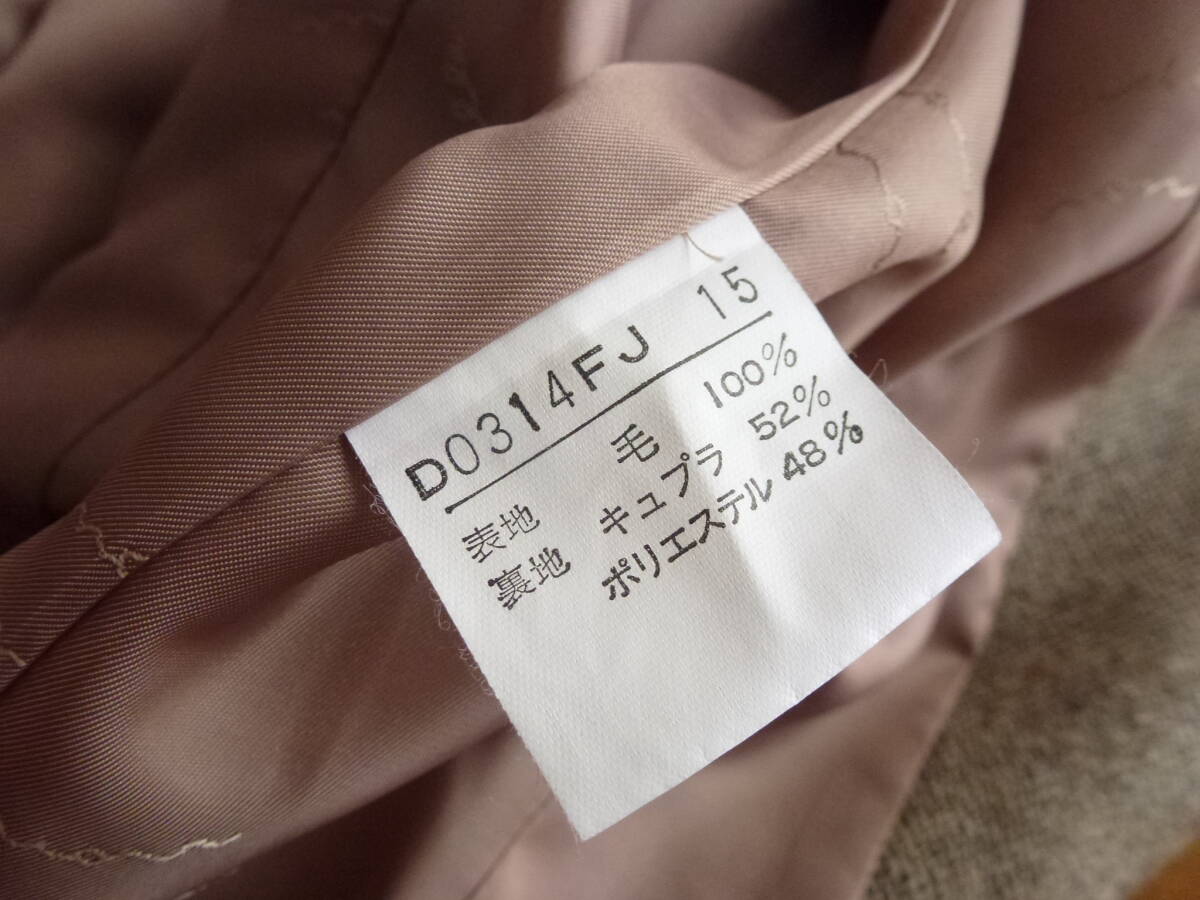 D0314FJ 15
表地 毛 100%
裏地 キュプラ 52%
ポリエステル 48%